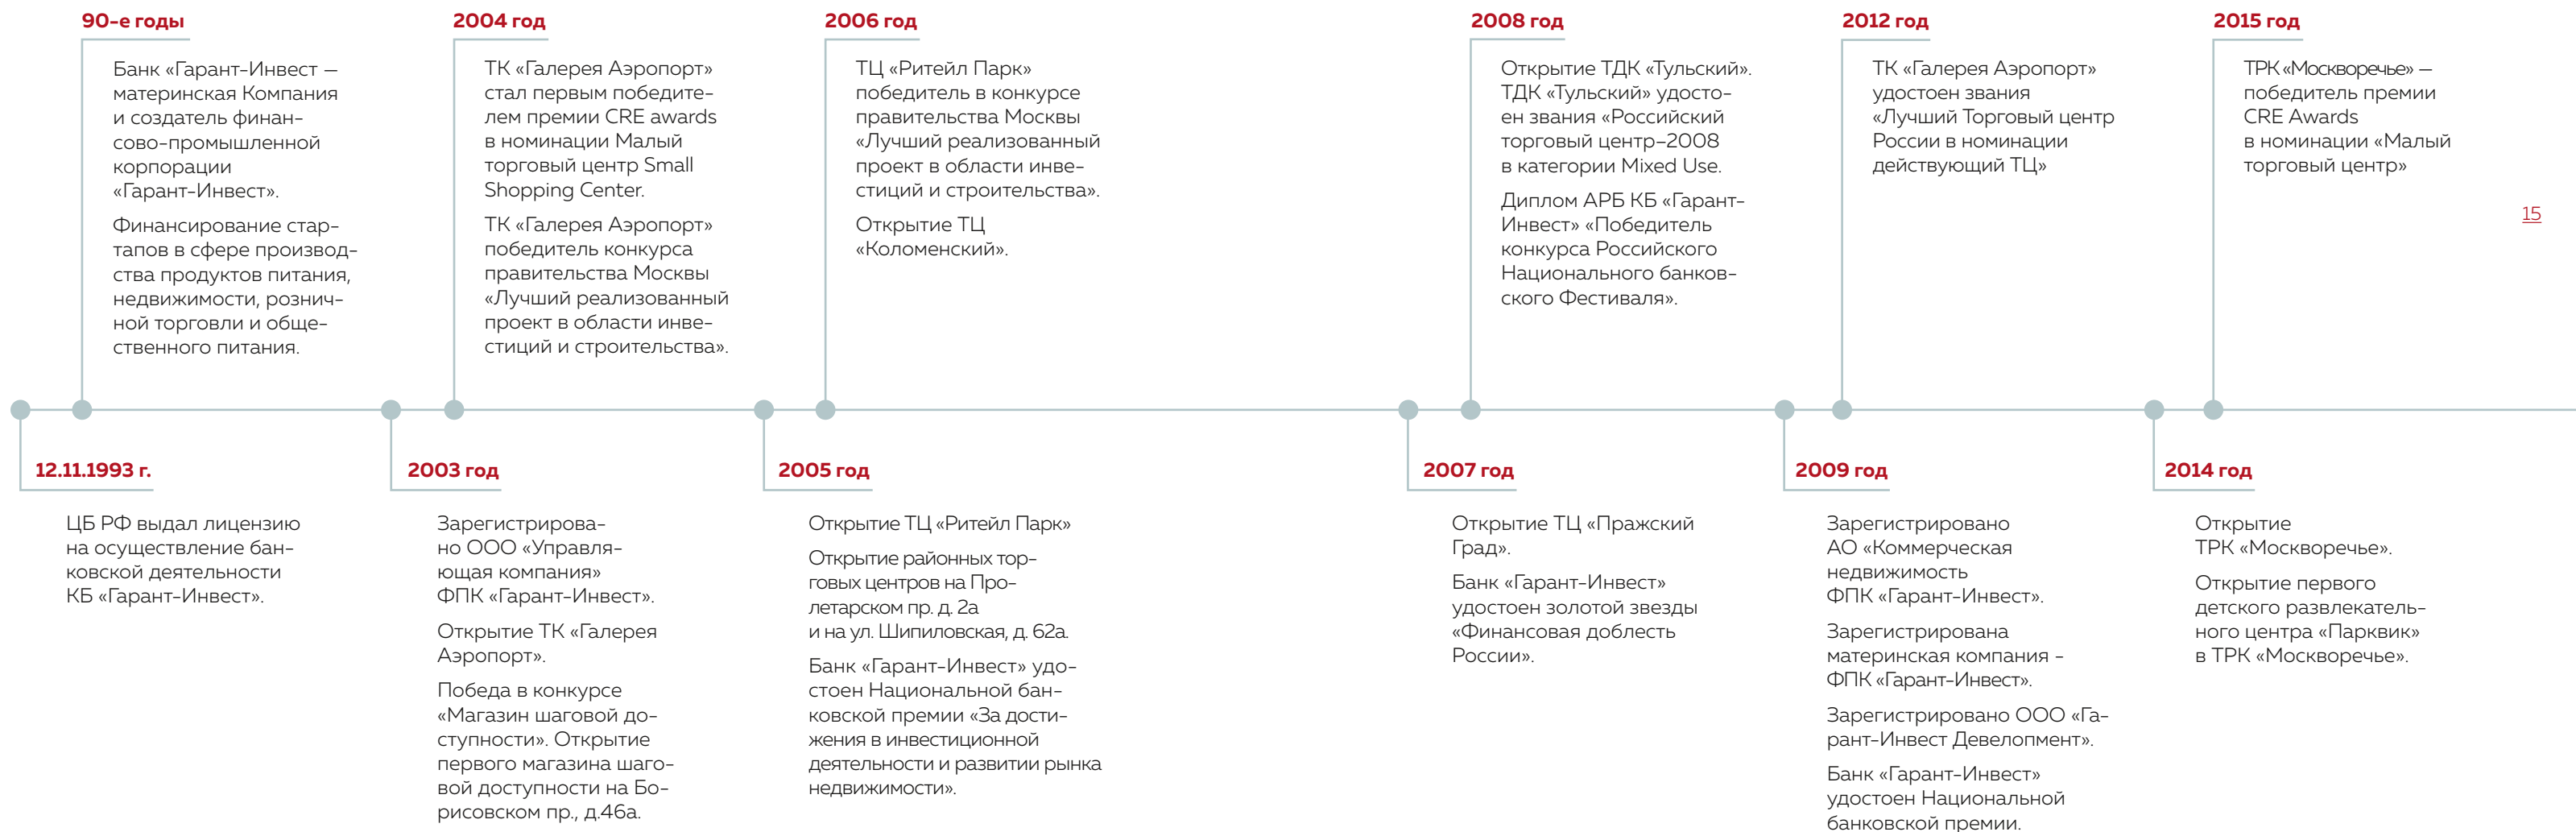 90-е годы
Банк «Гарант-Инвест —
материнская Компания
и создатель финан-
сово-промышленной
корпорации
«Гарант-Инвест».
Финансирование стар-
тапов в сфере производ-
ства продуктов питания,
недвижимости, рознич-
ной торговли и обще-
ственного питания.
2004 год
ТК «Галерея Аэропорт»
стал первым победите-
лем премии CRE awards
в номинации Малый
торговый центр Small
Shopping Center.
ТК «Галерея Аэропорт»
победитель конкурса
правительства Москвы
«Лучший реализованный
проект в области инве-
стиций и строительства».
2006 год
ТЦ «Ритейл Парк»
победитель в конкурсе
правительства Москвы
«Лучший реализованный
проект в области инве-
стиций и строительства».
Открытие ТЦ
«Коломенский».
2008 год
Открытие ТДК «Тульский».
ТДК «Тульский» удосто-
ен звания «Российский
торговый центр-2008
в категории Mixed Use.
Диплом АРБ КБ «Гарант-
Инвест» «Победитель
конкурса Российского
Национального банков-
ского Фестиваля».
2012 год
ТК «Галерея Аэропорт»
удостоен звания
«Лучший Торговый центр
России в номинации
действующий ТЦ»
2015 год
ТРК «Москворечье» —
победитель премии
CRE Awards
в номинации «Малый
торговый центр»
15
12.11.1993 г.
ЦБ РФ выдал лицензию
на осуществление бан-
ковской деятельности
КБ «Гарант-Инвест».
2003 год
Зарегистрирова-
но ООО «Управля-
ющая компания»
ФПК «Гарант-Инвест».
Открытие ТК «Галерея
Аэропорт».
Победа в конкурсе
«Магазин шаговой до-
ступности». Открытие
первого магазина шаго-
вой доступности на Бо-
рисовском пр., д.46а.
2005 год
Открытие ТЦ «Ритейл Парк»
Открытие районных тор-
говых центров на Про-
летарском пр. д. 2а
и на ул. Шипиловская, д. 62а.
Банк «Гарант-Инвест» удо-
стоен Национальной бан-
ковской премии «За дости-
жения в инвестиционной
деятельности и развитии рынка
недвижимости».
2007 год
Открытие ТЦ «Пражский
Град».
Банк «Гарант-Инвест»
удостоен золотой звезды
«Финансовая доблесть
России».
2009 год
Зарегистрировано
АО «Коммерческая
недвижимость
ФПК «Гарант-Инвест».
Зарегистрирована
материнская компания -
ФПК «Гарант-Инвест».
Зарегистрировано ООО «Га-
рант-Инвест Девелопмент».
Банк «Гарант-Инвест»
удостоен Национальной
банковской премии.
2014 год
Открытие
ТРК «Москворечье».
Открытие первого
детского развлекатель-
ного центра «Парквик»
в ТРК «Москворечье».